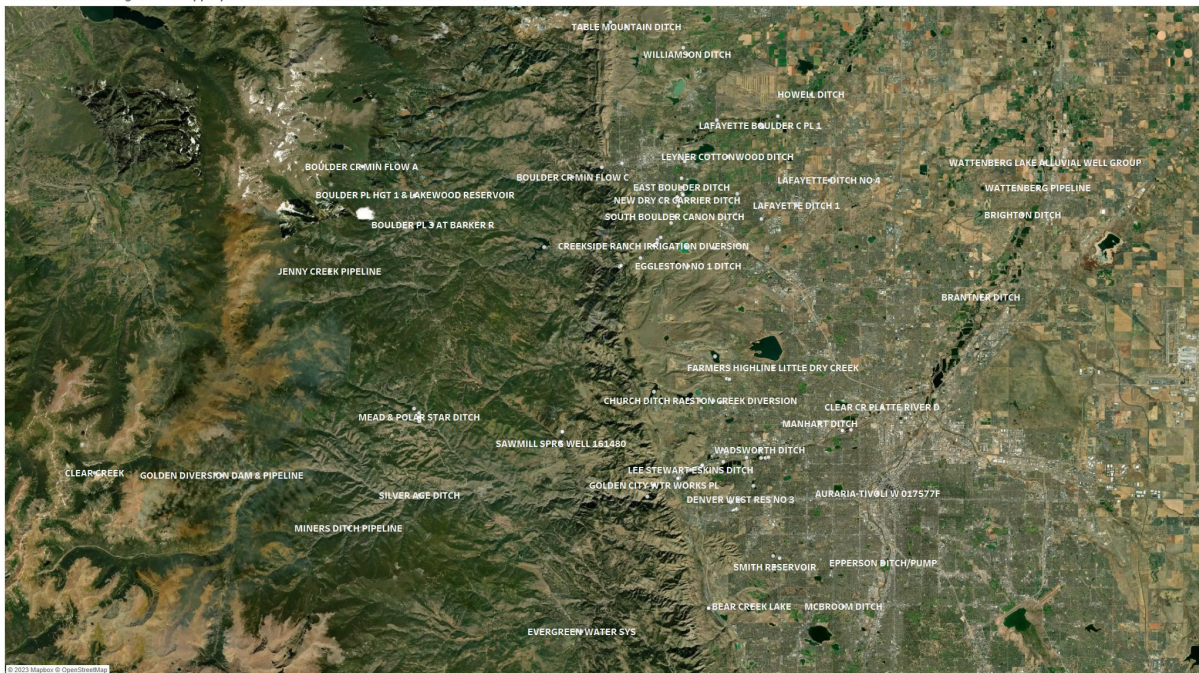 TABLE MOUNTAIN DITCH
WILLIAMSON DITCH
HOWELL DITCH
LAFAYETTE BOULDER C PL 1
LEYNER COTTONWOOD DITCH
WATTENBERG LAKE ALLUVIAL WELL GROUP
BOULDER CR MIN FLOW A
BOULDER CR MIN FLOW C
LAFAYETTE DITCH NO 4
EAST BOULDER DITCH
WATTENBERG PIPELINE
BOULDER PL HGT 1 & LAKEWOOD RESERVOIR
NEW DRY CR CARRIER DITCH
LAFAYETTE DITCH 1
SOUTH BOULDER CANON DITCH
BRIGHTON DITCH
BOULDER PL 3 AT BARKER R
CREEKSIDE RANCH IRRIGATION DIVERSION
EGGLESTON NO 1 DITCH
JENNY CREEK PIPELINE
BRANTNER DITCH
FARMERS HIGHLINE LITTLE DRY CREEK
CHURCH DITCH RALSTON CREEK DIVERSION
CLEAR CR PLATTE RIVER D
MEAD & POLAR STAR DITCH
MANHART DITCH
SAWMILL SPRG WELL 161480
WADSWORTH DITCH
LEE STEWART ESKINS DITCH
CLEAR CREEK
GOLDEN DIVERSION DAM & PIPELINE
GOLDEN CITY WTR WORKS PL
SILVER AGE DITCH
AURARIA-TIVOLI W 017577F
DENVER WEST RES NO 3
MINERS DITCH PIPELINE
EPPERSON DITCH/PUMP
SMITH RESERVOIR
BEAR CREEK LAKE
MCBROOM DITCH
EVERGREEN WATER SYS
© 2023 Mapbox © OpenStreetMap